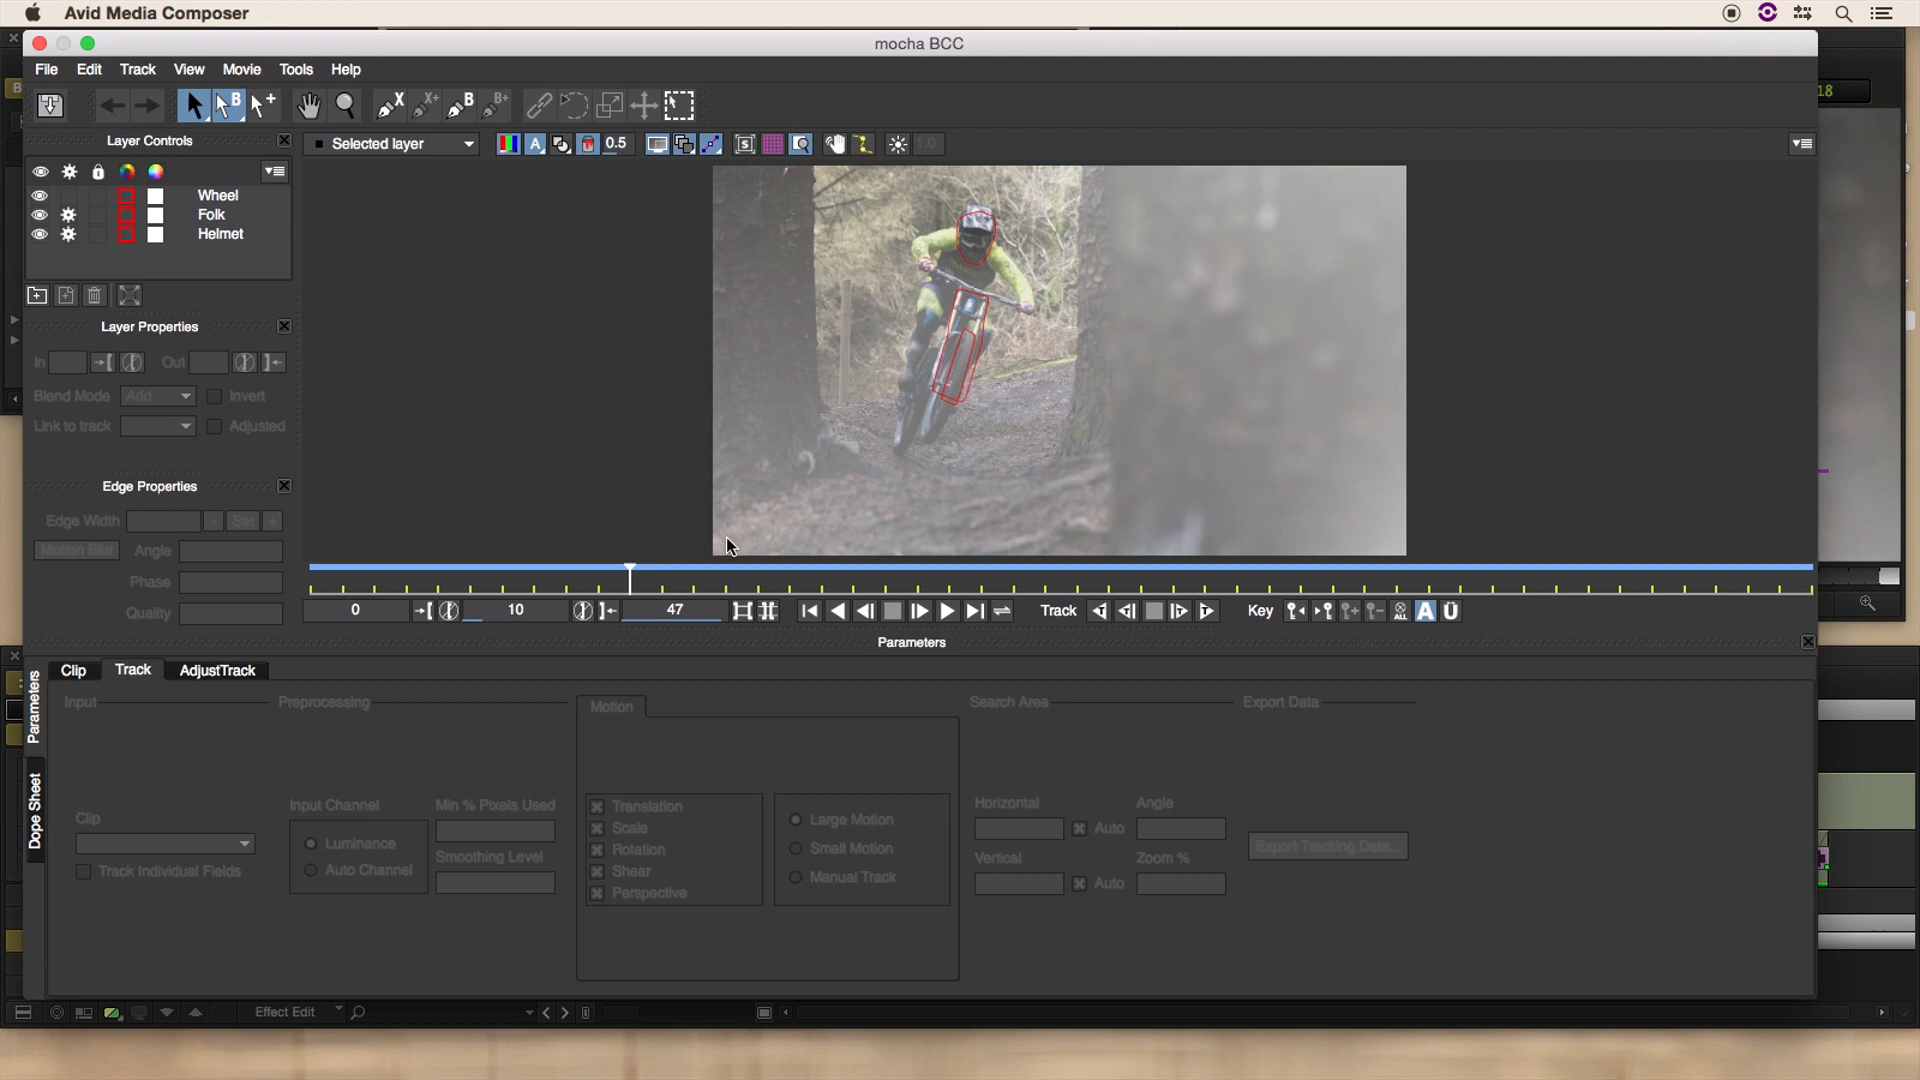 Avid Media Composer
mocha BCC
File Edit Track View Movie Tools Help
X X+ B B+
Layer Controls
Selected layer
A 0.5 S 1.0
18
Wheel
Folk
Helmet
Layer Properties
In Out
Blend Mode Add Invert
Link to track Adjusted
Edge Properties
Edge Width - Set +
Motion Blur Angle
Phase
Quality
0 10 47 Track Key ALL A Ü
Parameters
Clip Track AdjustTrack
Parameters
Dope Sheet
Input Preprocessing Motion Search Area Export Data
Clip
Track Individual Fields
Input Channel
Luminance
Auto Channel
Min % Pixels Used
Smoothing Level
Translation
Scale
Rotation
Shear
Perspective
Large Motion
Small Motion
Manual Track
Horizontal
Auto
Angle
Vertical
Auto
Zoom %
Export Tracking Data...
Effect Edit